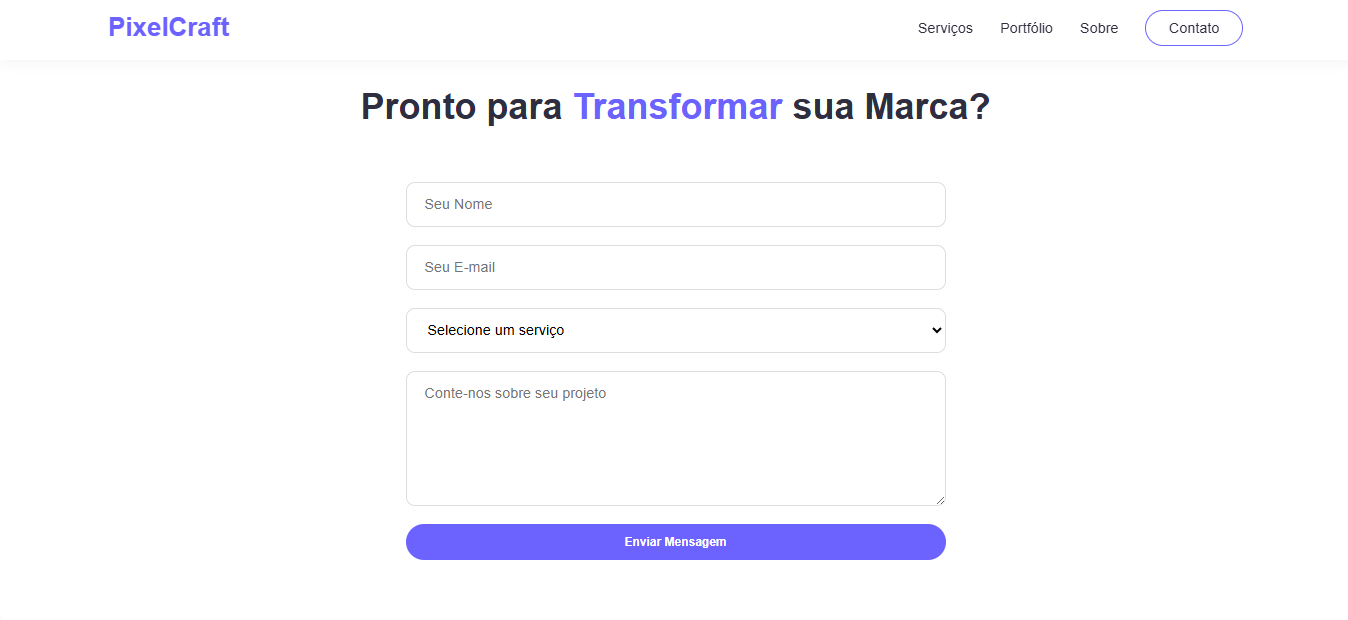 PixelCraft
Serviços
Portfólio
Sobre
Contato
Pronto para Transformar sua Marca?
Seu Nome
Seu E-mail
Selecione um serviço
Conte-nos sobre seu projeto
Enviar Mensagem